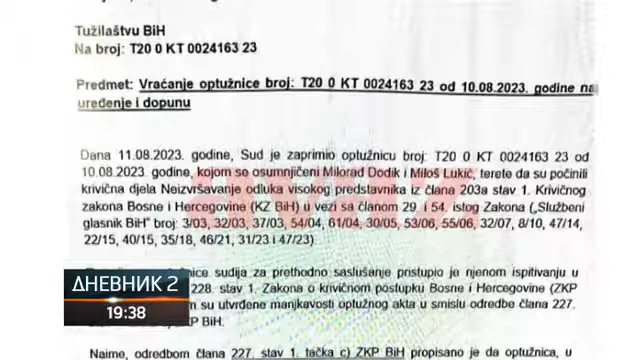 Tužilaštvu BiH
Na broj: T20 0 KT 0024163 23
Predmet: Vraćanje optužnice broj: T20 0 KT 0024163 23 od 10.08.2023. godine na
uređenje i dopunu
Dana 11.08.2023. godine, Sud je zaprimio optužnicu broj: T20 0 KT 0024163 23 od
10.08.2023. godine, kojom se osumnjičeni Milorad Dodik i Miloš Lukić, terete da su počinili
krivična djela Neizvršavanje odluka visokog predstavnika iz člana 203a stav 1. Krivičnog
zakona Bosne i Hercegovine (KZ BiH) u vezi sa članom 29 i 54. istog Zakona („Službeni
glasnik BiH" broj: 3/03, 32/03, 37/03, 54/04, 61/04, 30/05, 53/06, 55/06, 32/07, 8/10, 47/14,
22/15, 40/15, 35/18, 46/21, 31/23 i 47/23)
sudija za prethodno saslušanje pristupio je njenom ispitivanju u
228. stav 1. Zakona o krivičnom postupku Bosne i Hercegovine (ZKP
su utvrđene manjkavosti optužnog akta u smislu odredbe člana 227.
ZKP BiH.
Naime, odredbom člana 227. stav 1. tačka c) ZKP BiH propisano je da optužnica, u
ДНЕВНИК 2
19:38